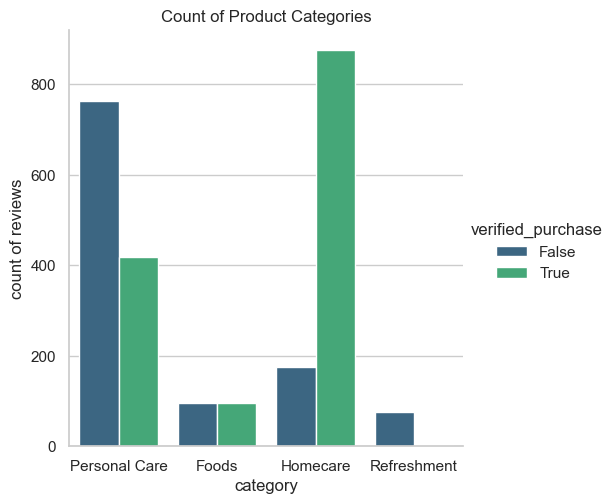 Count of Product Categories
800
600
400
200
0
count of reviews
Personal Care
Foods
Homecare
Refreshment
category
verified_purchase
False
True